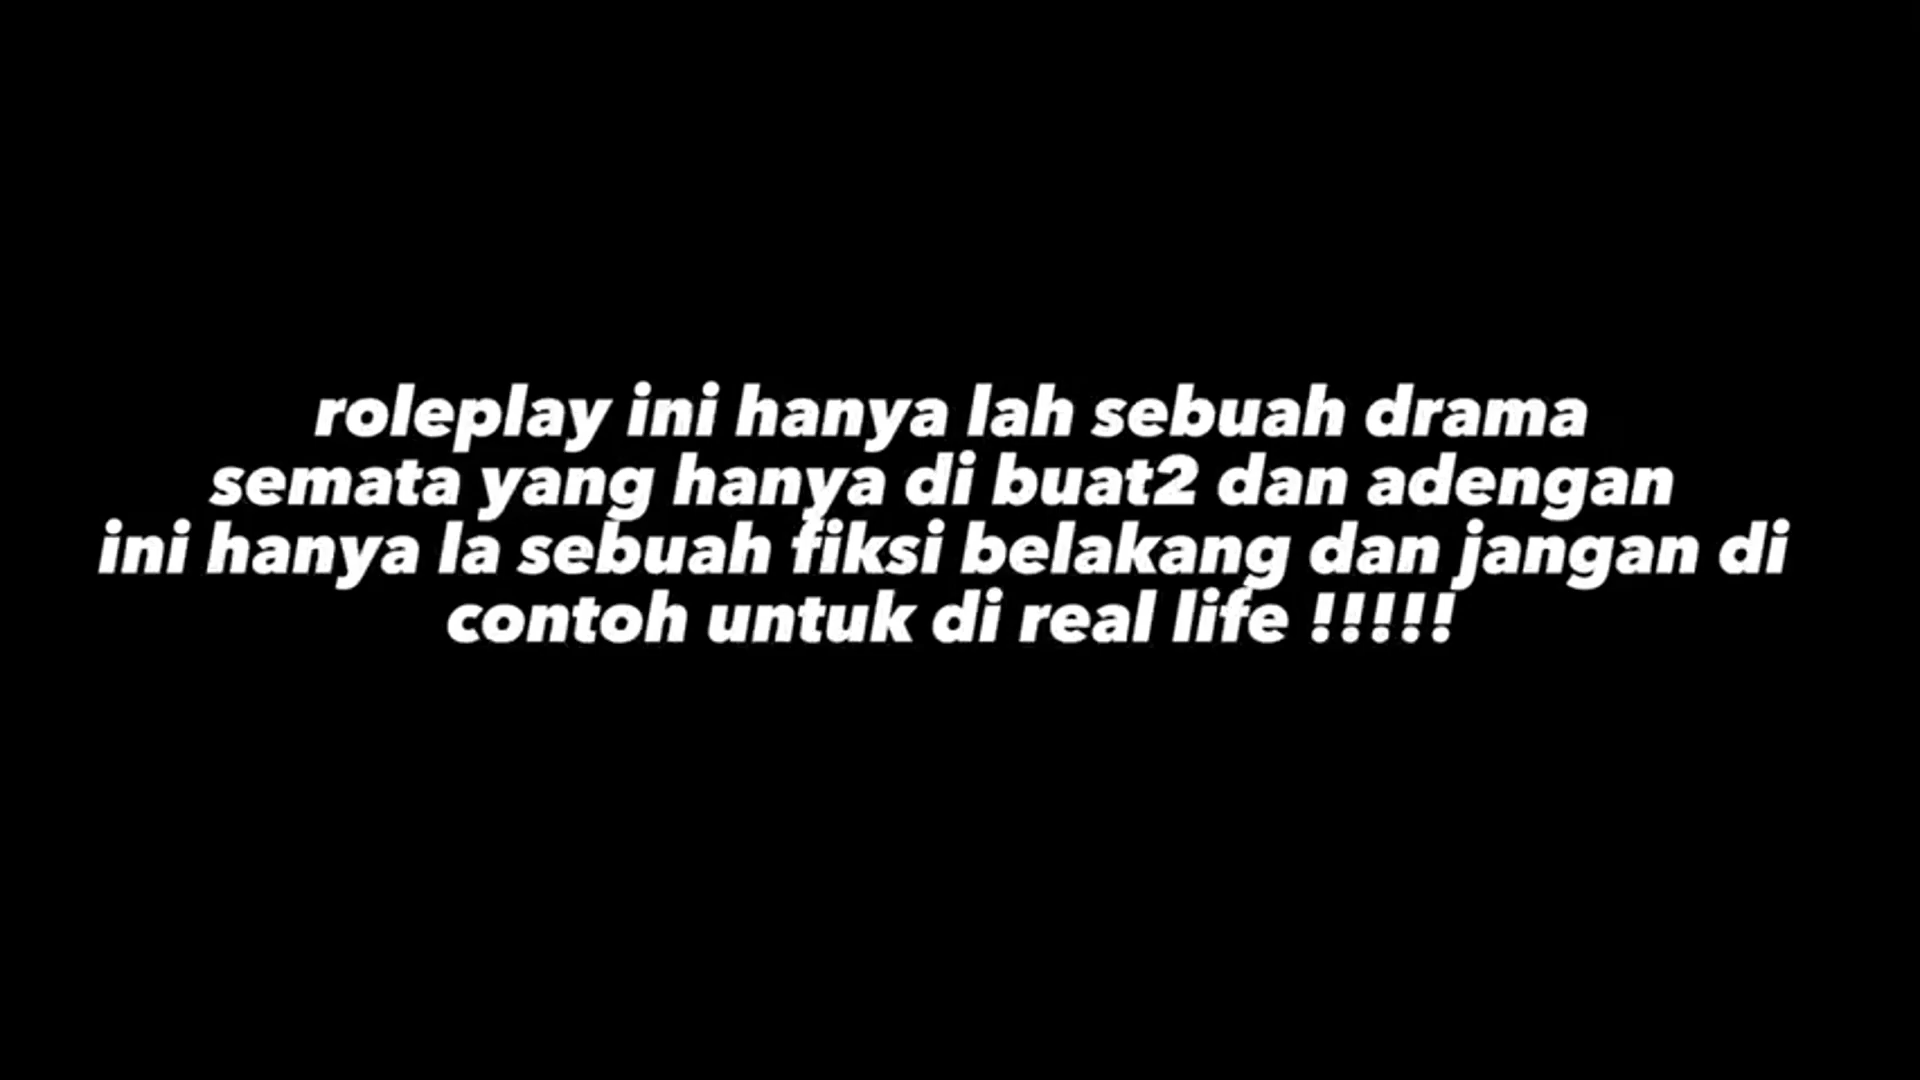 roleplay ini hanya lah sebuah drama
semata yang hanya di buat2 dan adengan
ini hanya la sebuah fiksi belakang dan jangan di
contoh untuk di real life !!!!!